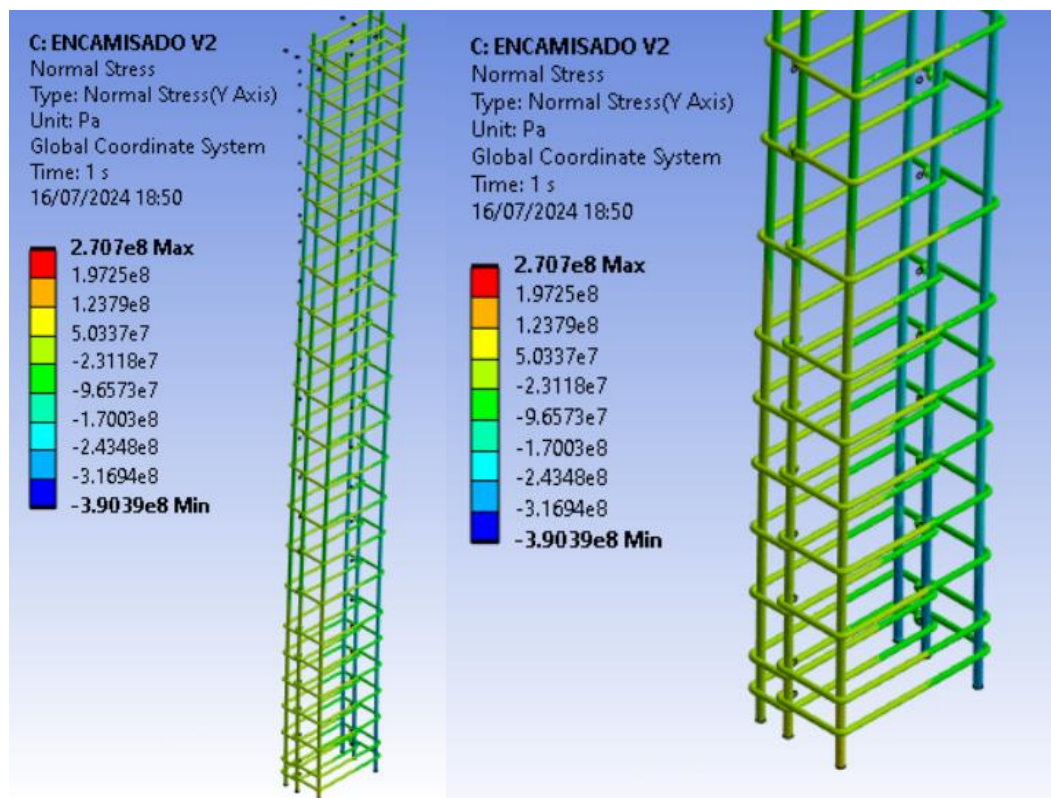 C: ENCAMISADO V2
Normal Stress
Type: Normal Stress(Y Axis)
Unit: Pa
Global Coordinate System
Time: 1 s
16/07/2024 18:50
2.707e8 Max
1.9725e8
1.2379e8
5.0337e7
-2.3118e7
-9.6573e7
-1.7003e8
-2.4348e8
-3.1694e8
-3.9039e8 Min
C: ENCAMISADO V2
Normal Stress
Type: Normal Stress(Y Axis)
Unit: Pa
Global Coordinate System
Time: 1 s
16/07/2024 18:50
2.707e8 Max
1.9725e8
1.2379e8
5.0337e7
-2.3118e7
-9.6573e7
-1.7003e8
-2.4348e8
-3.1694e8
-3.9039e8 Min